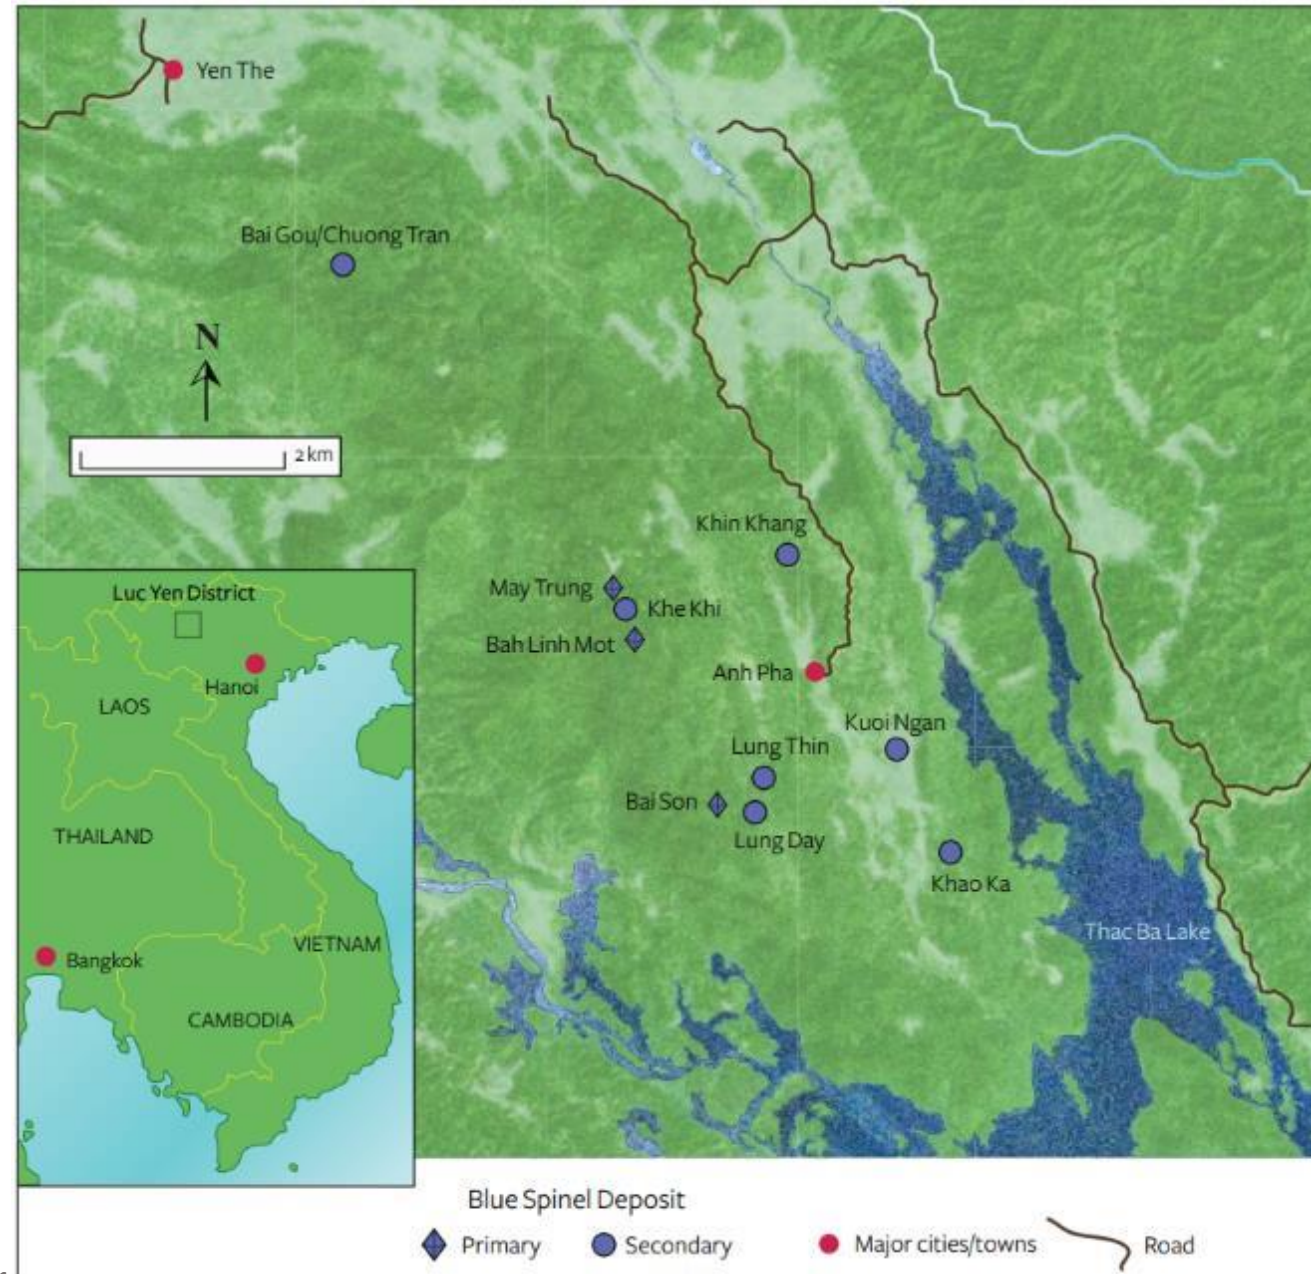 Yen The
Bai Gou/Chuong Tran
N
2 km
Khin Khang
May Trung
Khe Khi
Bah Linh Mot
Anh Pha
Kuoi Ngan
Lung Thin
Bai Son
Lung Day
Khao Ka
Thac Ba Lake
Luc Yen District
Hanoi
LAOS
THAILAND
VIETNAM
Bangkok
CAMBODIA
Blue Spinel Deposit
Primary
Secondary
Major cities/towns
Road